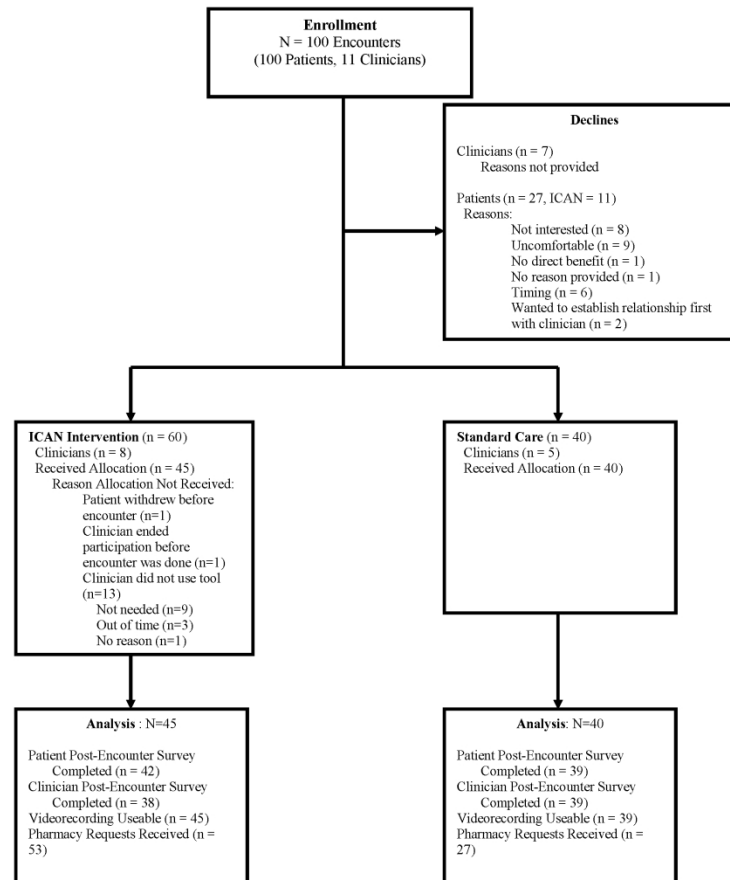 Enrollment
N = 100 Encounters
(100 Patients, 11 Clinicians)
Declines
Clinicians (n = 7)
Reasons not provided
Patients (n = 27, ICAN = 11)
Reasons:
Not interested (n = 8)
Uncomfortable (n = 9)
No direct benefit (n = 1)
No reason provided (n = 1)
Timing (n = 6)
Wanted to establish relationship first
with clinician (n = 2)
ICAN Intervention (n = 60)
Clinicians (n = 8)
Received Allocation (n = 45)
Reason Allocation Not Received:
Patient withdrew before
encounter (n=1)
Clinician ended
participation before
encounter was done (n=1)
Clinician did not use tool
(n=13)
Not needed (n=9)
Out of time (n=3)
No reason (n=1)
Standard Care (n = 40)
Clinicians (n = 5)
Received Allocation (n = 40)
Analysis : N=45
Patient Post-Encounter Survey
Completed (n = 42)
Clinician Post-Encounter Survey
Completed (n = 38)
Videorecording Useable (n = 45)
Pharmacy Requests Received (n =
53)
Analysis: N=40
Patient Post-Encounter Survey
Completed (n = 39)
Clinician Post-Encounter Survey
Completed (n = 39)
Videorecording Useable (n = 39)
Pharmacy Requests Received (n =
27)